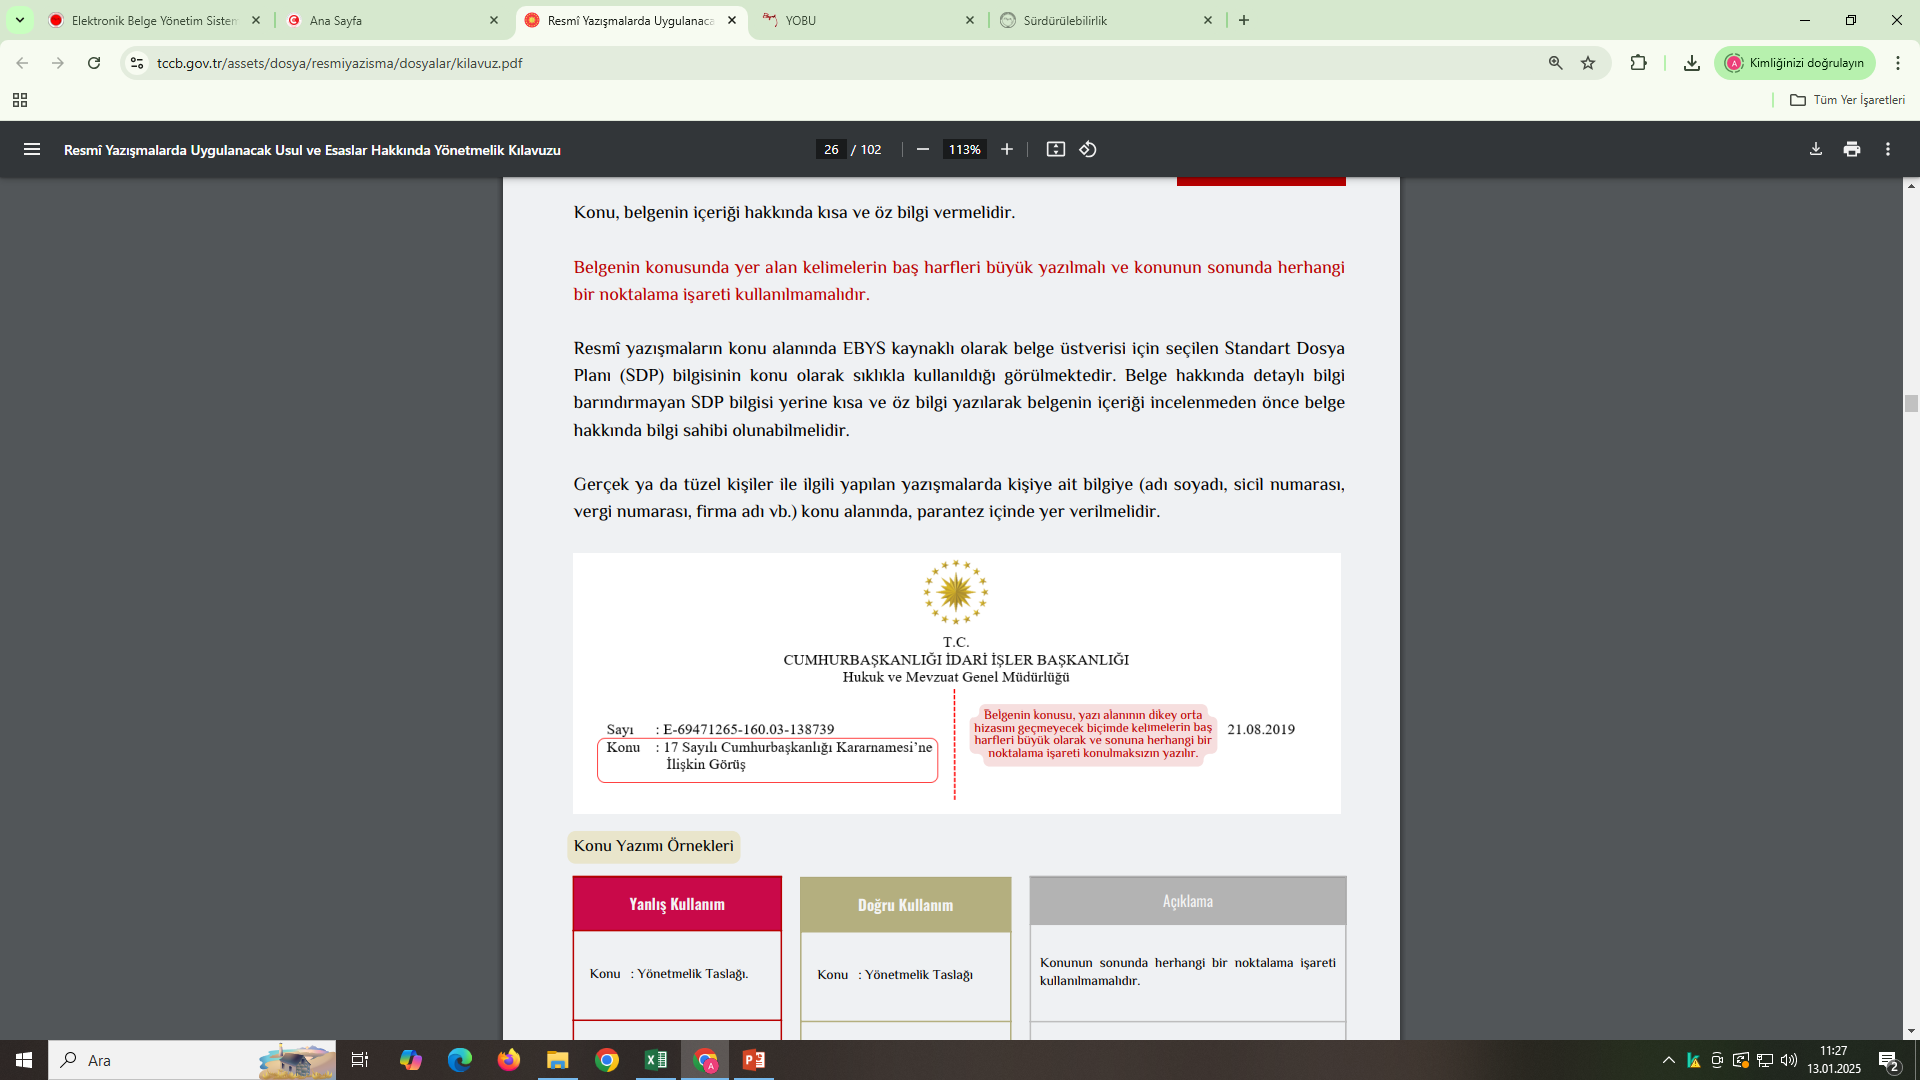 Elektronik Belge Yönetim Sistem
Ana Sayfa
Resmî Yazışmalarda Uygulanaca
YOBU
Sürdürülebilirlik
tccb.gov.tr/assets/dosya/resmiyazisma/dosyalar/kilavuz.pdf
Kimliğinizi doğrulayın
Tüm Yer İşaretleri
Resmî Yazışmalarda Uygulanacak Usul ve Esaslar Hakkında Yönetmelik Kılavuzu
26 / 102
113%
Konu, belgenin içeriği hakkında kısa ve öz bilgi vermelidir.
Belgenin konusunda yer alan kelimelerin baş harfleri büyük yazılmalı ve konunun sonunda herhangi
bir noktalama işareti kullanılmamalıdır.
Resmî yazışmaların konu alanında EBYS kaynaklı olarak belge üstverisi için seçilen Standart Dosya
Planı (SDP) bilgisinin konu olarak sıklıkla kullanıldığı görülmektedir. Belge hakkında detaylı bilgi
barındırmayan SDP bilgisi yerine kısa ve öz bilgi yazılarak belgenin içeriği incelenmeden önce belge
hakkında bilgi sahibi olunabilmelidir.
Gerçek ya da tüzel kişiler ile ilgili yapılan yazışmalarda kişiye ait bilgiye (adı soyadı, sicil numarası,
vergi numarası, firma adı vb.) konu alanında, parantez içinde yer verilmelidir.
T.C.
CUMHURBAŞKANLIĞI İDARİ İŞLER BAŞKANLIĞI
Hukuk ve Mevzuat Genel Müdürlüğü
Sayı : E-69471265-160.03-138739
Konu : 17 Sayılı Cumhurbaşkanlığı Kararnamesi’ne
İlişkin Görüş
Belgenin konusu, yazı alanının dikey orta
hizasını geçmeyecek biçimde kelimelerin baş
harfleri büyük olarak ve sonuna herhangi bir
noktalama işareti konulmaksızın yazılır.
21.08.2019
Konu Yazımı Örnekleri
Yanlış Kullanım
Doğru Kullanım
Açıklama
Konu : Yönetmelik Taslağı.
Konu : Yönetmelik Taslağı
Konunun sonunda herhangi bir noktalama işareti
kullanılmamalıdır.
Ara
11:27
13.01.2025
2